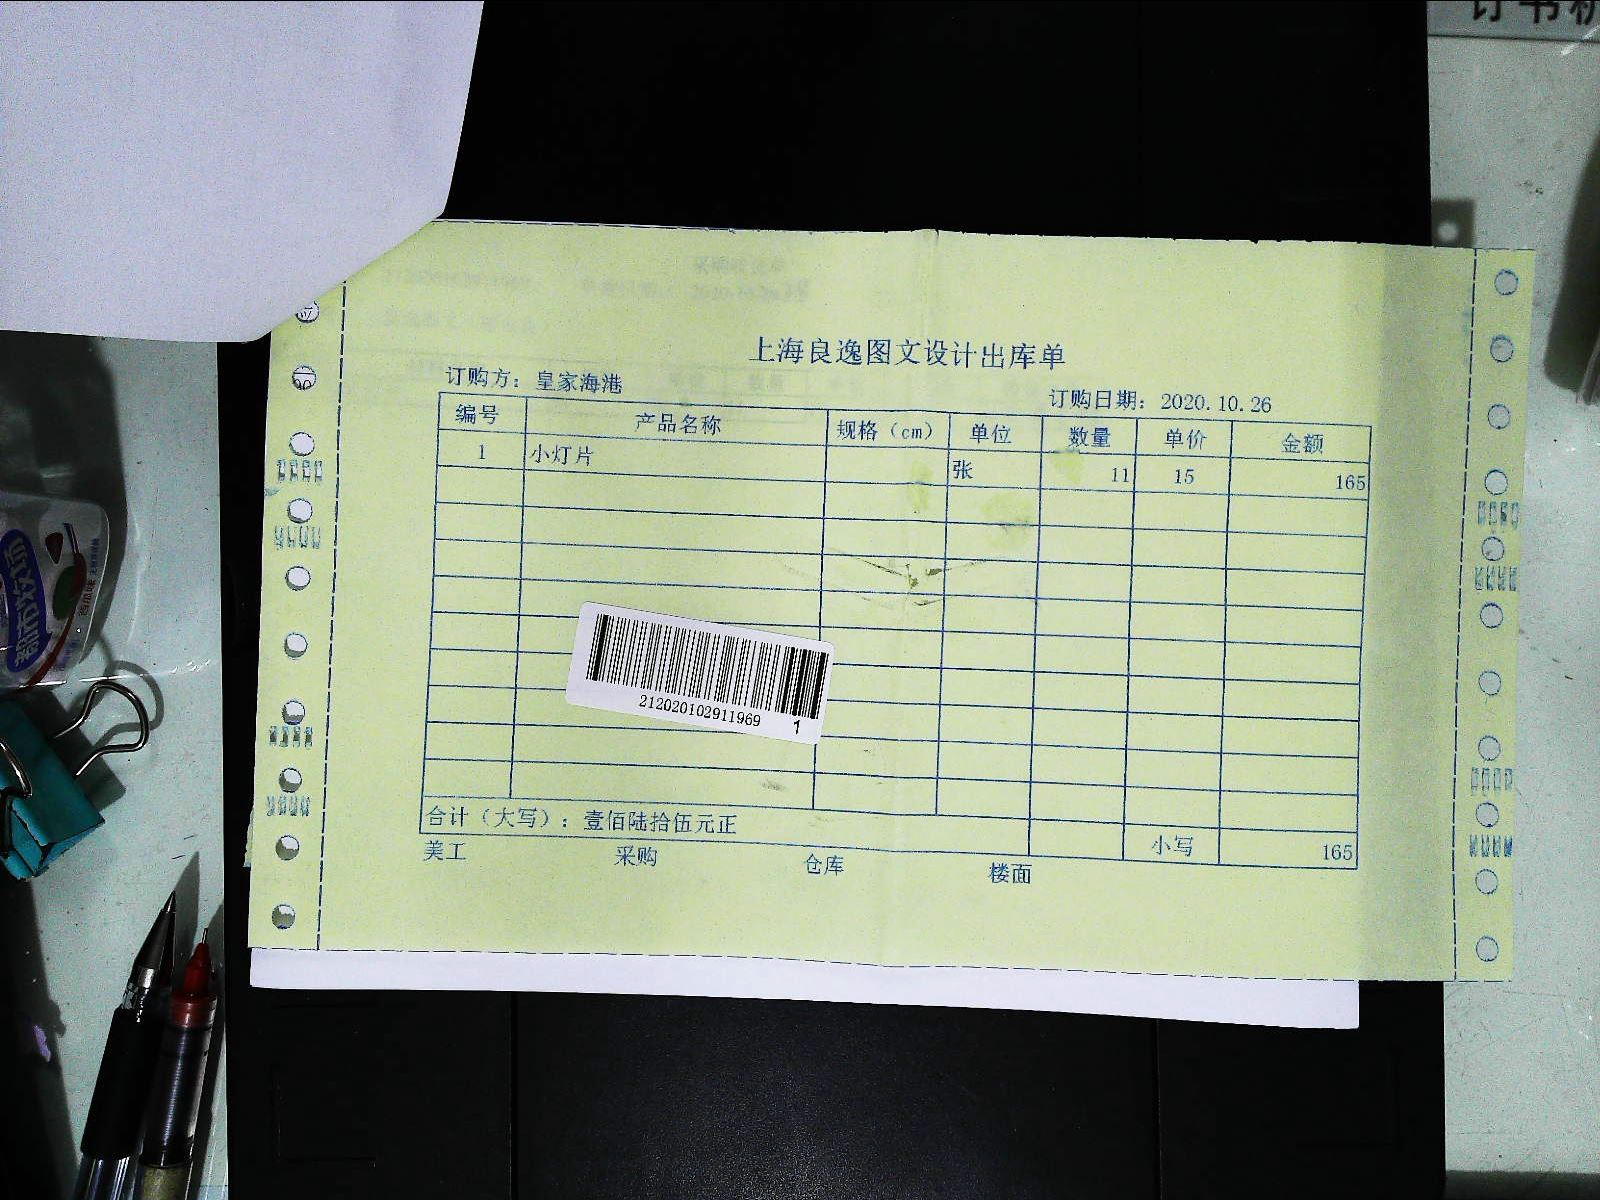 订书机
上海良逸图文设计出库单
订购方：皇家海港
订购日期：2020.10.26
编号 产品名称 规格（cm） 单位 数量 单价 金额
1 小灯片 张 11 15 165
212020102911969 1
合计（大写）：壹佰陆拾伍元正 小写 165
美工 采购 仓库 楼面